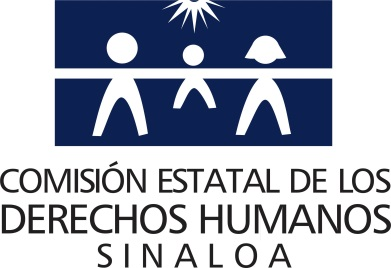 COMISIÓN ESTATAL DE LOS
DERECHOS HUMANOS
SINALOA